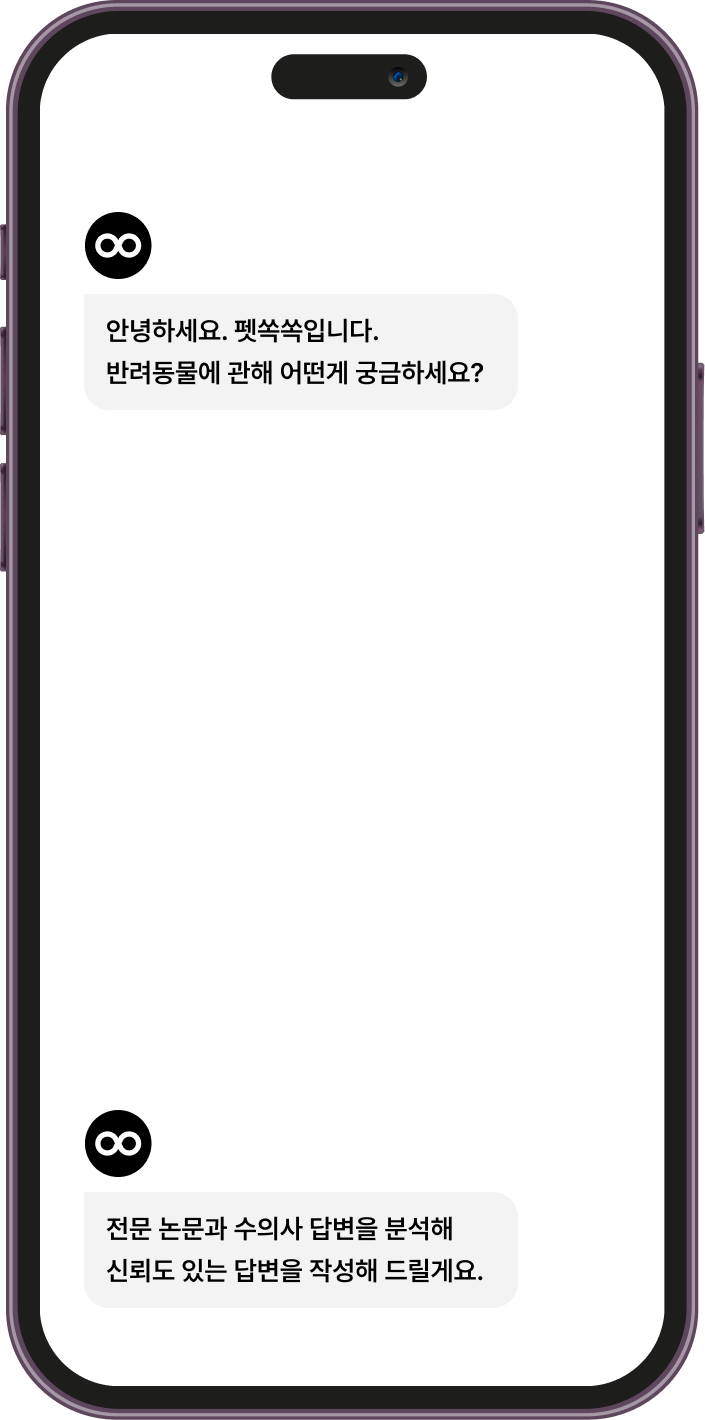 안녕하세요. 펫쏙쏙입니다.
반려동물에 관해 어떤게 궁금하세요?
전문 논문과 수의사 답변을 분석해
신뢰도 있는 답변을 작성해 드릴게요.